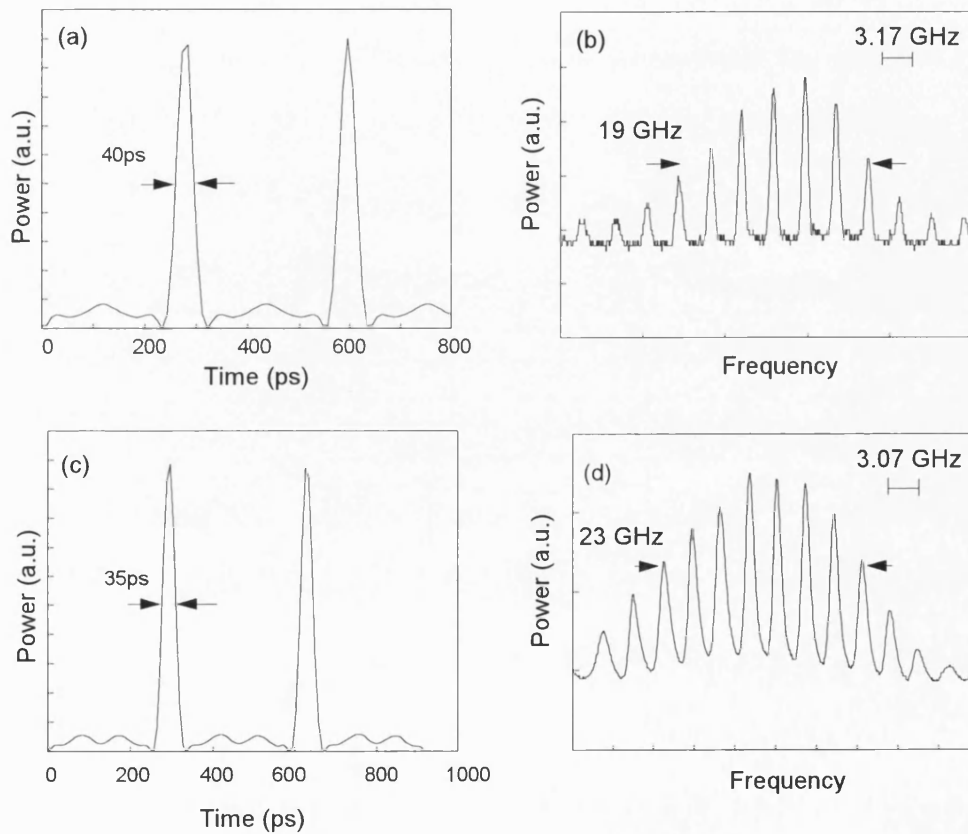 (a)
Power (a.u.)
40ps
0
200
400
600
800
Time (ps)
(b)
3.17 GHz
Power (a.u.)
19 GHz
Frequency
(c)
Power (a.u.)
35ps
0
200
400
600
800
1000
Time (ps)
(d)
3.07 GHz
Power (a.u.)
23 GHz
Frequency